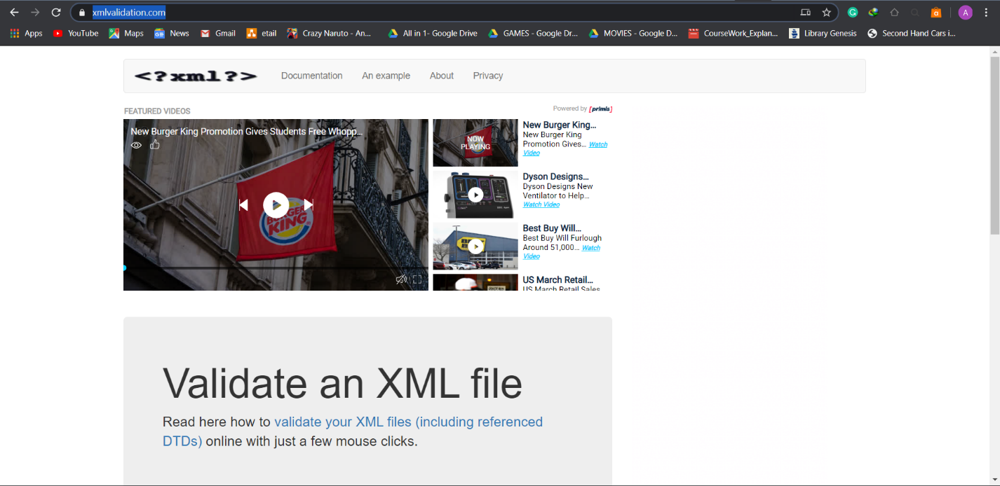 xmlvalidation.com
A
Apps YouTube Maps News Gmail etail Crazy Naruto - An... All in 1- Google Drive GAMES - Google Dr... MOVIES - Google D... CourseWork_Explan... Library Genesis Second Hand Cars i...
<?xml?> Documentation An example About Privacy
FEATURED VIDEOS
Powered by [primis]
New Burger King Promotion Gives Students Free Whopp...
BURGER
KING
NOW
PLAYING
New Burger King...
New Burger King
Promotion Gives... Watch
Video
Dyson Designs...
Dyson Designs New
Ventilator to Help...
Watch Video
Best Buy Will...
Best Buy Will Furlough
Around 51,000... Watch
Video
US March Retail...
US March Retail Sales
Validate an XML file
Read here how to validate your XML files (including referenced
DTDs) online with just a few mouse clicks.